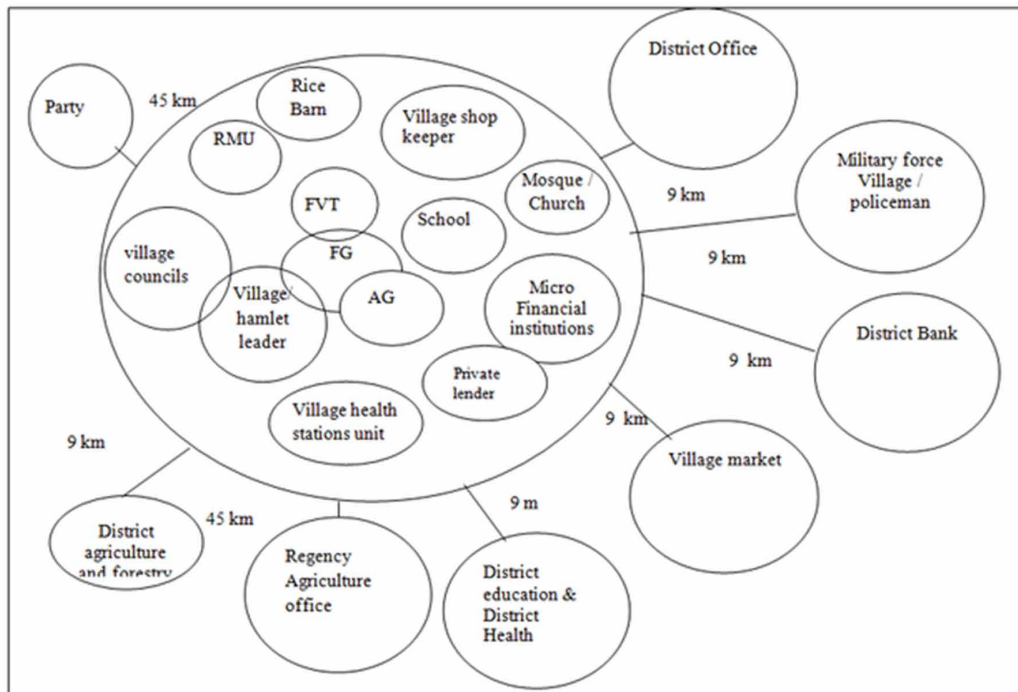 District Office
Party
45 km
Rice
Barn
Village shop
keeper
RMU
Military force
Village /
policeman
Mosque /
Church
9 km
FVT
School
village
councils
FG
9 km
Village/
hamlet
leader
AG
Micro
Financial
institutions
District Bank
9 km
Private
lender
Village health
stations unit
9 km
9 km
Village market
9 m
45 km
District
agriculture
and forestry
Regency
Agriculture
office
District
education &
District
Health